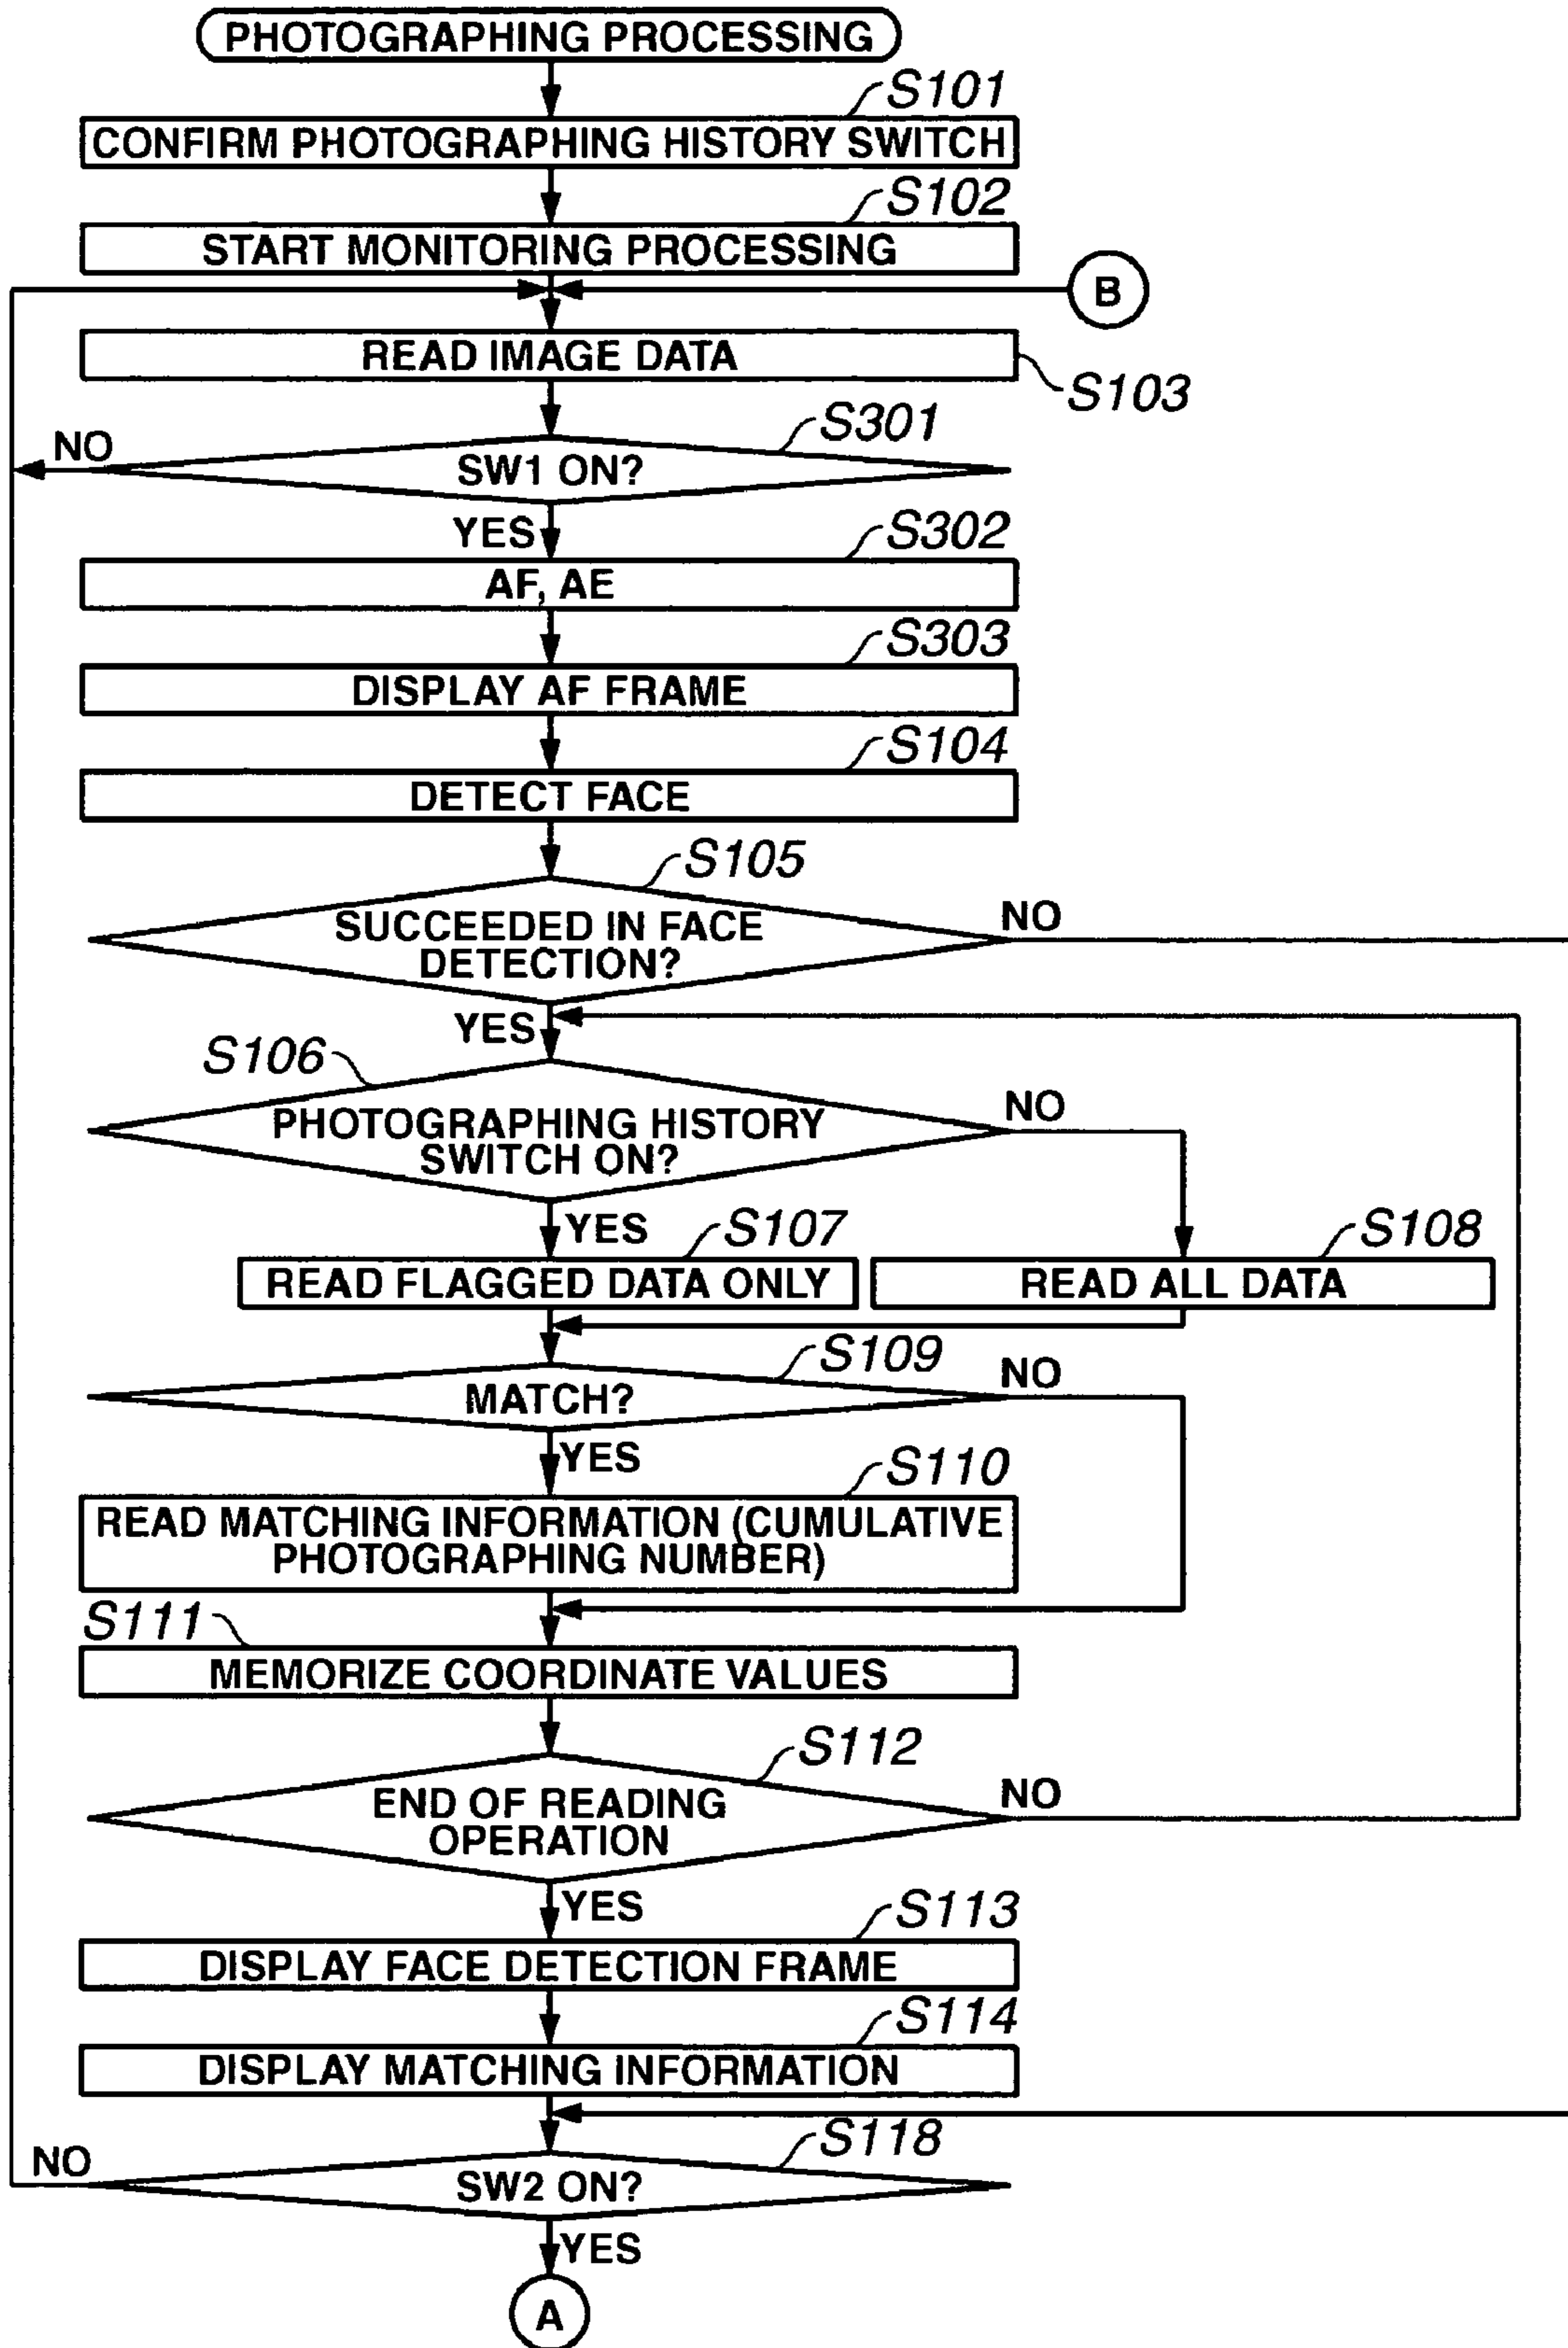 PHOTOGRAPHING PROCESSING
S101
CONFIRM PHOTOGRAPHING HISTORY SWITCH
S102
START MONITORING PROCESSING
B
READ IMAGE DATA
S103
S301
NO
SW1 ON?
YES
S302
AF, AE
S303
DISPLAY AF FRAME
S104
DETECT FACE
S105
SUCCEEDED IN FACE
DETECTION?
NO
YES
S106
PHOTOGRAPHING HISTORY
SWITCH ON?
NO
YES
S107
S108
READ FLAGGED DATA ONLY
READ ALL DATA
S109
MATCH?
NO
YES
S110
READ MATCHING INFORMATION (CUMULATIVE
PHOTOGRAPHING NUMBER)
S111
MEMORIZE COORDINATE VALUES
S112
END OF READING
OPERATION
NO
YES
S113
DISPLAY FACE DETECTION FRAME
S114
DISPLAY MATCHING INFORMATION
S118
NO
SW2 ON?
YES
A